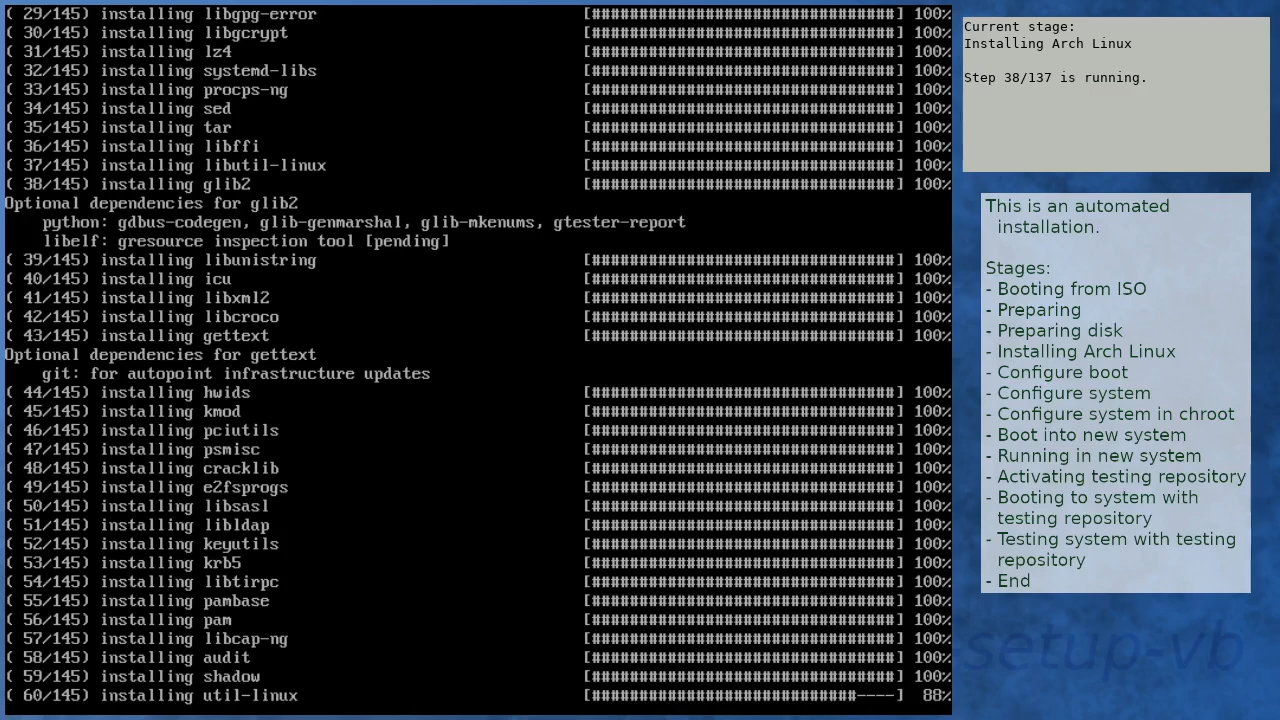 ( 29/145) installing libgpg-error [################################] 100%
( 30/145) installing libgcrypt [################################] 100%
( 31/145) installing lz4 [################################] 100%
( 32/145) installing systemd-libs [################################] 100%
( 33/145) installing procps-ng [################################] 100%
( 34/145) installing sed [################################] 100%
( 35/145) installing tar [################################] 100%
( 36/145) installing libffi [################################] 100%
( 37/145) installing libutil-linux [################################] 100%
( 38/145) installing glib2 [################################] 100%
Optional dependencies for glib2
    python: gdbus-codegen, glib-genmarshal, glib-mkenums, gtester-report
    libelf: gresource inspection tool [pending]
( 39/145) installing libunistring [################################] 100%
( 40/145) installing icu [################################] 100%
( 41/145) installing libxml2 [################################] 100%
( 42/145) installing libcroco [################################] 100%
( 43/145) installing gettext [################################] 100%
Optional dependencies for gettext
    git: for autopoint infrastructure updates
( 44/145) installing hwids [################################] 100%
( 45/145) installing kmod [################################] 100%
( 46/145) installing pciutils [################################] 100%
( 47/145) installing psmisc [################################] 100%
( 48/145) installing cracklib [################################] 100%
( 49/145) installing e2fsprogs [################################] 100%
( 50/145) installing libsasl [################################] 100%
( 51/145) installing libldap [################################] 100%
( 52/145) installing keyutils [################################] 100%
( 53/145) installing krb5 [################################] 100%
( 54/145) installing libtirpc [################################] 100%
( 55/145) installing pambase [################################] 100%
( 56/145) installing pam [################################] 100%
( 57/145) installing libcap-ng [################################] 100%
( 58/145) installing audit [################################] 100%
( 59/145) installing shadow [################################] 100%
( 60/145) installing util-linux [############################----] 88%
Current stage:
Installing Arch Linux
Step 38/137 is running.
This is an automated
installation.
Stages:
- Booting from ISO
- Preparing
- Preparing disk
- Installing Arch Linux
- Configure boot
- Configure system
- Configure system in chroot
- Boot into new system
- Running in new system
- Activating testing repository
- Booting to system with
testing repository
- Testing system with testing
repository
- End
setup-vb